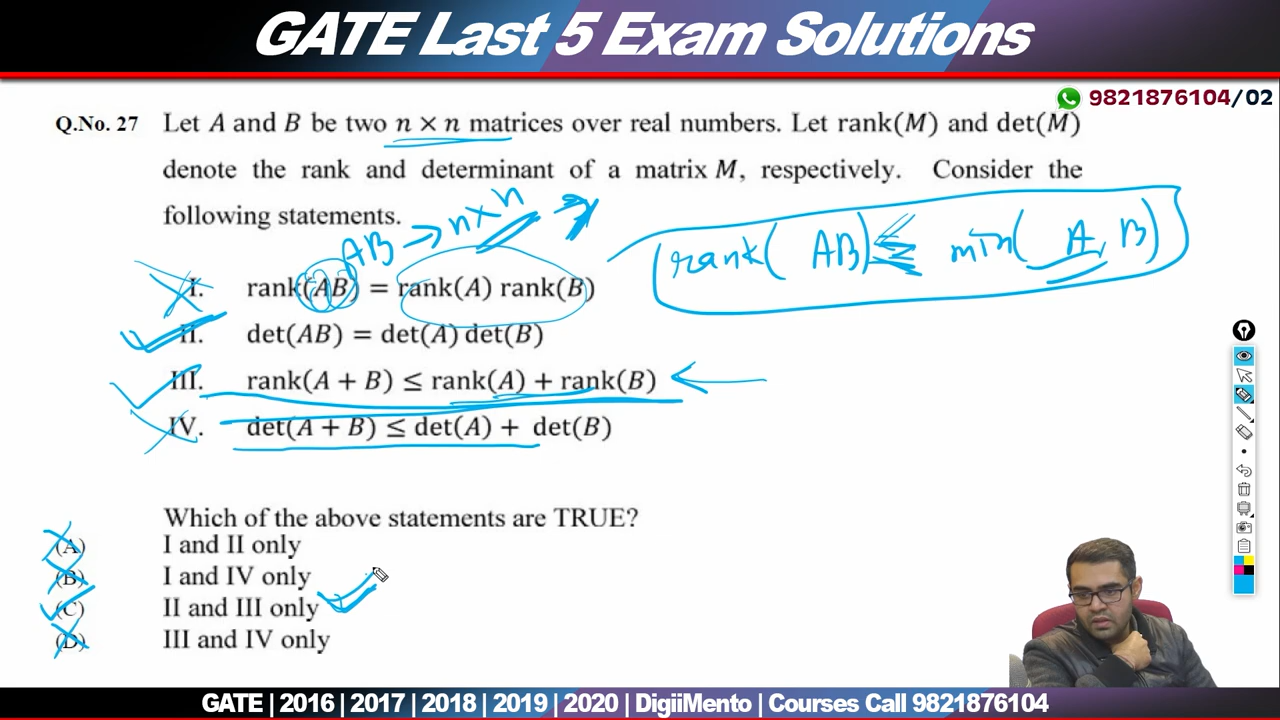 GATE Last 5 Exam Solutions
9821876104/02
Q.No. 27 Let A and B be two n × n matrices over real numbers. Let rank(M) and det(M)
denote the rank and determinant of a matrix M, respectively. Consider the
following statements.
AB → n×n
rank( AB) ≤ min( A, B)
I. rank(AB) = rank(A) rank(B)
II. det(AB) = det(A) det(B)
III. rank(A + B) ≤ rank(A) + rank(B)
IV. det(A + B) ≤ det(A) + det(B)
Which of the above statements are TRUE?
(A) I and II only
(B) I and IV only
(C) II and III only
(D) III and IV only
GATE | 2016 | 2017 | 2018 | 2019 | 2020 | DigiiMento | Courses Call 9821876104